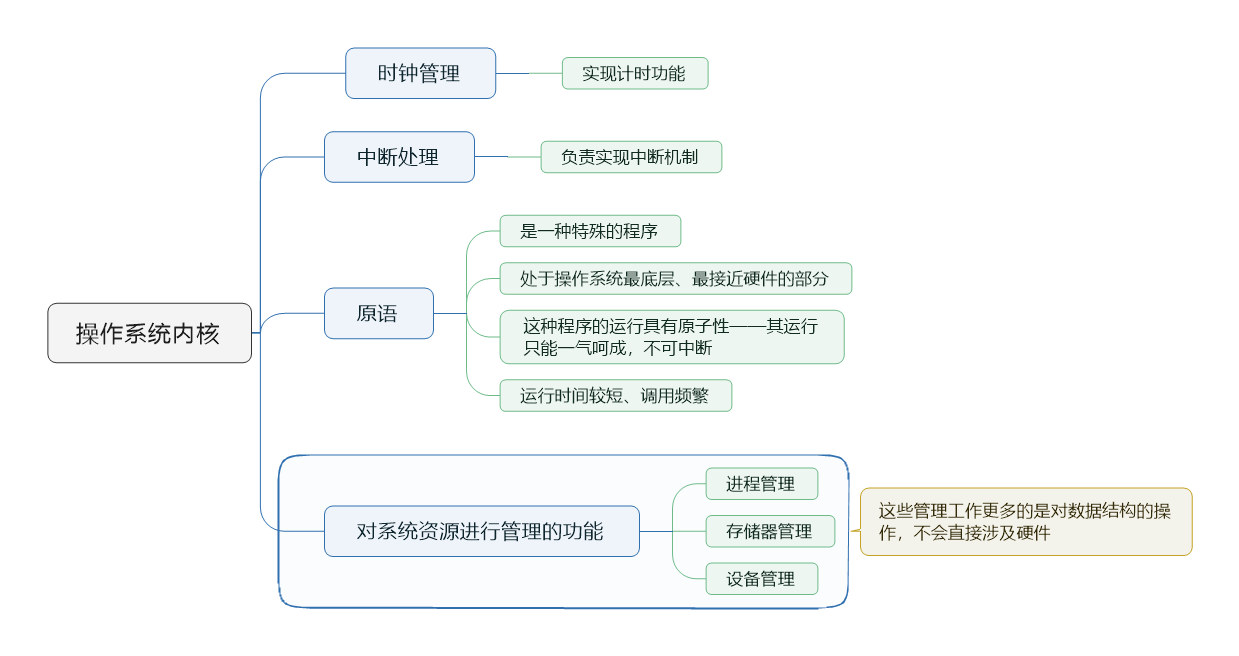 时钟管理
实现计时功能
中断处理
负责实现中断机制
操作系统内核
原语
是一种特殊的程序
处于操作系统最底层、最接近硬件的部分
这种程序的运行具有原子性——其运行
只能一气呵成，不可中断
运行时间较短、调用频繁
对系统资源进行管理的功能
进程管理
存储器管理
设备管理
这些管理工作更多的是对数据结构的操
作，不会直接涉及硬件